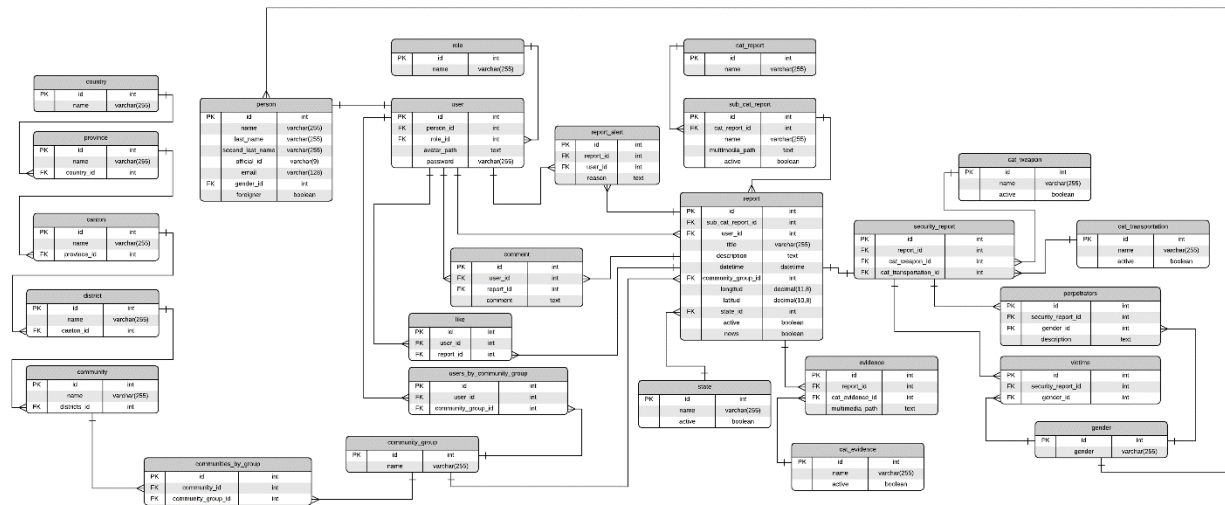 country
PK id int
name varchar(255)
province
PK id int
name varchar(255)
FK country_id int
canton
PK id int
name varchar(255)
FK province_id int
district
PK id int
name varchar(255)
FK canton_id int
community
PK id int
name varchar(255)
FK districts_id int
communities_by_group
PK id int
FK community_id int
FK community_group_id int
person
PK id int
name varchar(255)
last_name varchar(255)
second_last_name varchar(255)
official_id varchar(9)
email varchar(128)
FK gender_id int
foreigner boolean
role
PK id int
name varchar(255)
user
PK id int
FK person_id int
FK role_id int
avatar_path text
password varchar(255)
comment
PK id int
FK user_id int
FK report_id int
comment text
like
PK id int
FK user_id int
FK report_id int
users_by_community_group
PK id int
FK user_id int
FK community_group_id int
community_group
PK id int
name varchar(255)
report_alert
PK id int
FK report_id int
FK user_id int
reason text
cat_report
PK id int
name varchar(255)
sub_cat_report
PK id int
FK cat_report_id int
name varchar(255)
multimedia_path text
active boolean
report
PK id int
FK sub_cat_report_id int
FK user_id int
title varchar(255)
description text
datetime datetime
FK community_group_id int
longitud decimal(11,8)
latitud decimal(10,8)
FK state_id int
active boolean
news boolean
state
PK id int
name varchar(255)
active boolean
evidence
PK id int
FK report_id int
FK cat_evidence_id int
multimedia_path text
cat_evidence
PK id int
name varchar(255)
active boolean
security_report
PK id int
FK report_id int
FK cat_weapon_id int
FK cat_transportation_id int
cat_weapon
PK id int
name varchar(255)
active boolean
cat_transportation
PK id int
name varchar(255)
active boolean
perpetrators
PK id int
FK security_report_id int
FK gender_id int
description text
victims
PK id int
FK security_report_id int
FK gender_id int
gender
PK id int
gender varchar(255)